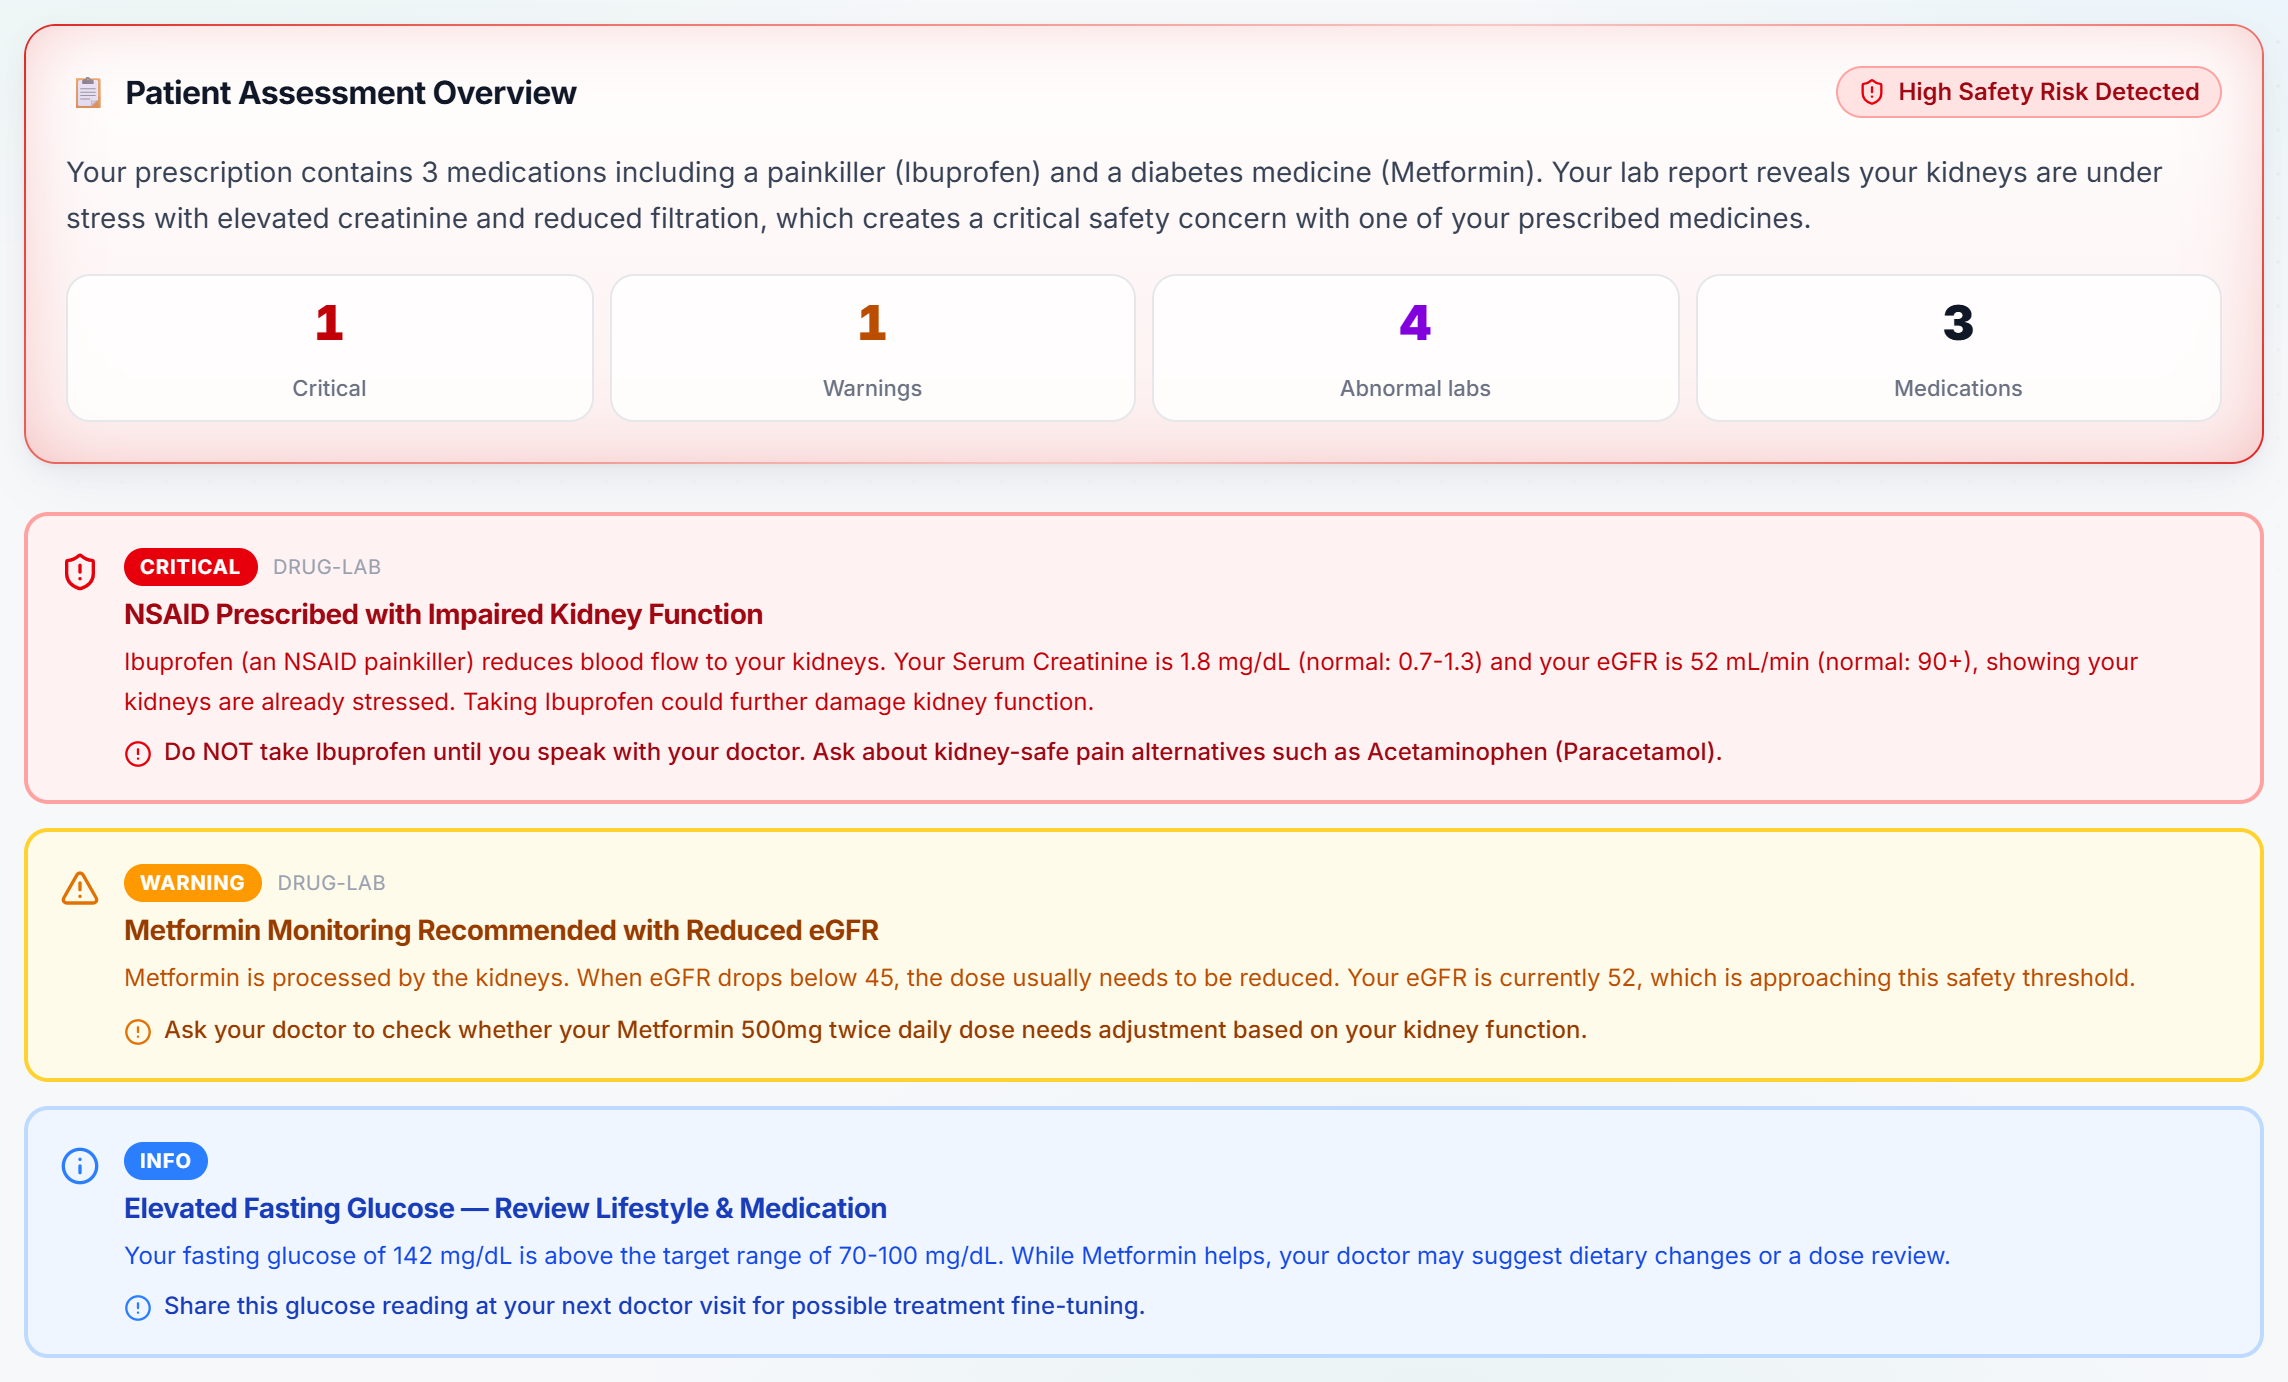 Patient Assessment Overview
High Safety Risk Detected
Your prescription contains 3 medications including a painkiller (Ibuprofen) and a diabetes medicine (Metformin). Your lab report reveals your kidneys are under
stress with elevated creatinine and reduced filtration, which creates a critical safety concern with one of your prescribed medicines.
1
Critical
1
Warnings
4
Abnormal labs
3
Medications
CRITICAL DRUG-LAB
NSAID Prescribed with Impaired Kidney Function
Ibuprofen (an NSAID painkiller) reduces blood flow to your kidneys. Your Serum Creatinine is 1.8 mg/dL (normal: 0.7-1.3) and your eGFR is 52 mL/min (normal: 90+), showing your
kidneys are already stressed. Taking Ibuprofen could further damage kidney function.
Do NOT take Ibuprofen until you speak with your doctor. Ask about kidney-safe pain alternatives such as Acetaminophen (Paracetamol).
WARNING DRUG-LAB
Metformin Monitoring Recommended with Reduced eGFR
Metformin is processed by the kidneys. When eGFR drops below 45, the dose usually needs to be reduced. Your eGFR is currently 52, which is approaching this safety threshold.
Ask your doctor to check whether your Metformin 500mg twice daily dose needs adjustment based on your kidney function.
INFO
Elevated Fasting Glucose — Review Lifestyle & Medication
Your fasting glucose of 142 mg/dL is above the target range of 70-100 mg/dL. While Metformin helps, your doctor may suggest dietary changes or a dose review.
Share this glucose reading at your next doctor visit for possible treatment fine-tuning.